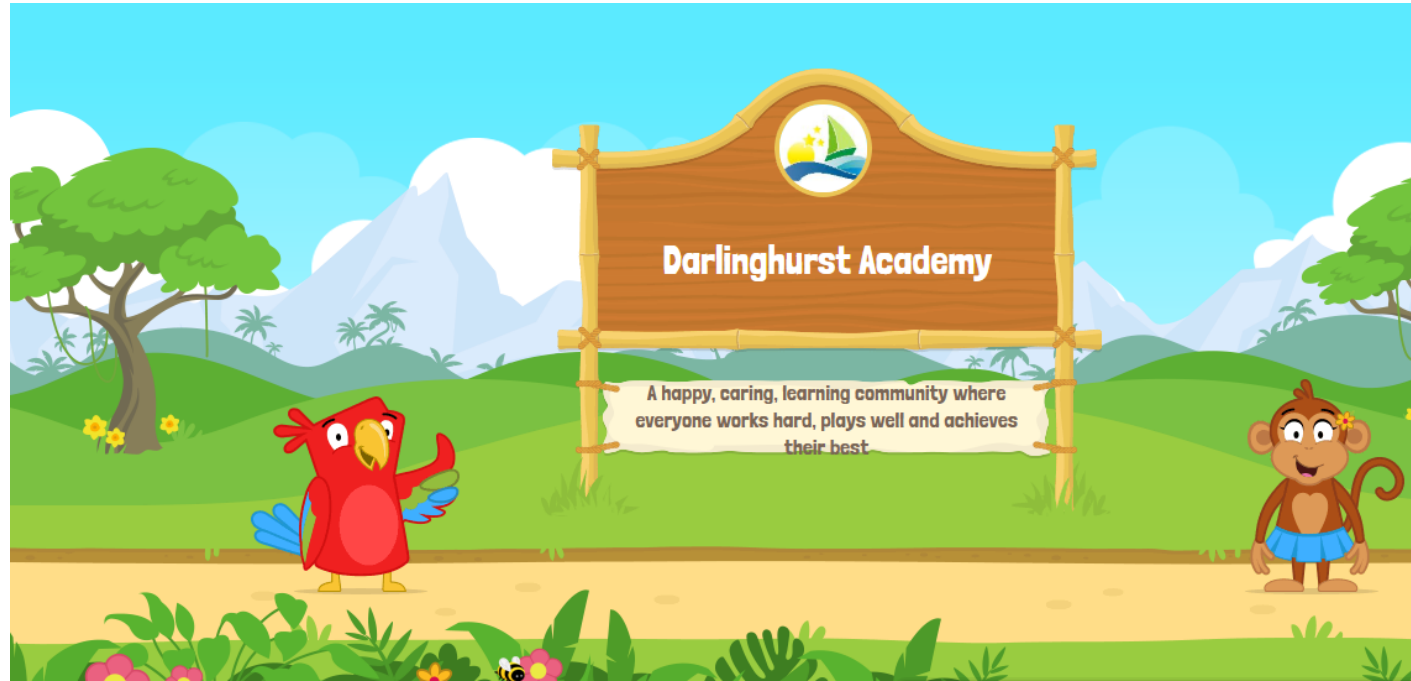 Darlinghurst Academy
A happy, caring, learning community where
everyone works hard, plays well and achieves
their best